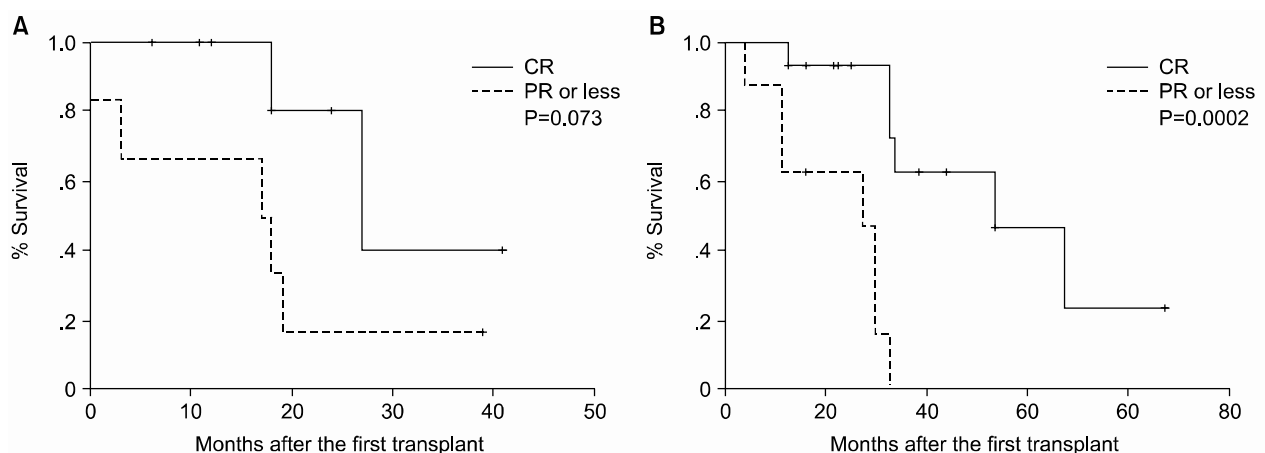 A
1.0
.8
.6
.4
.2
0
% Survival
0 10 20 30 40 50
Months after the first transplant
CR
PR or less
P=0.073
B
1.0
.8
.6
.4
.2
0
% Survival
0 20 40 60 60 80
Months after the first transplant
CR
PR or less
P=0.0002